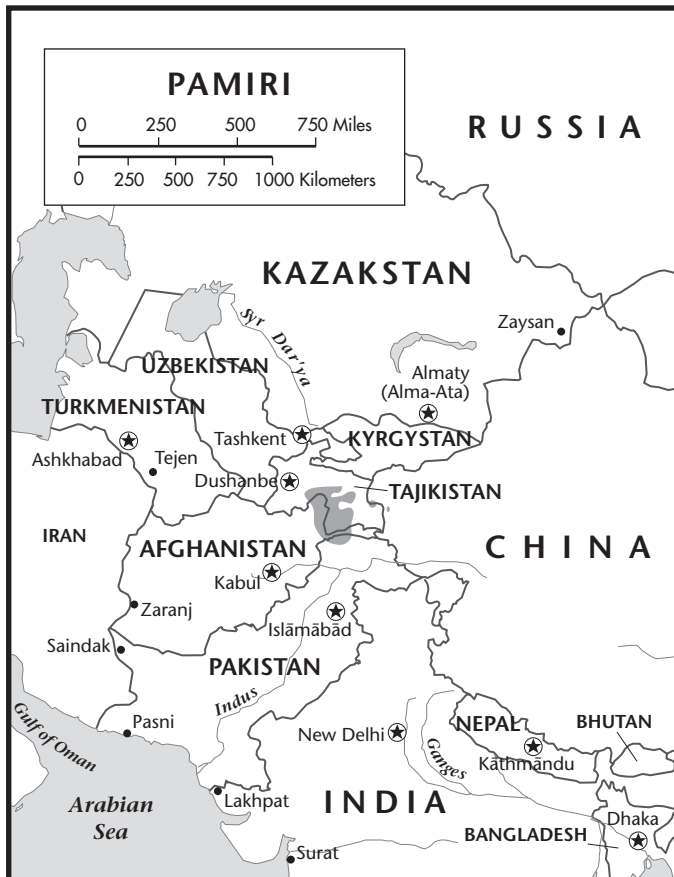 PAMIRI
0 250 500 750 Miles
0 250 500 750 1000 Kilometers
RUSSIA
KAZAKSTAN
Zaysan
Syr Dar'ya
UZBEKISTAN
Almaty
(Alma-Ata)
TURKMENISTAN
Tashkent
KYRGYSTAN
Ashkhabad
Tejen
Dushanbe
TAJIKISTAN
IRAN
AFGHANISTAN
CHINA
Kabul
Zaranj
Islāmābād
Saindak
PAKISTAN
Indus
Pasni
New Delhi
NEPAL
BHUTAN
Gulf of Oman
Ganges
Kāthmāndu
Lakhpat
INDIA
Arabian
Sea
Dhaka
BANGLADESH
Surat